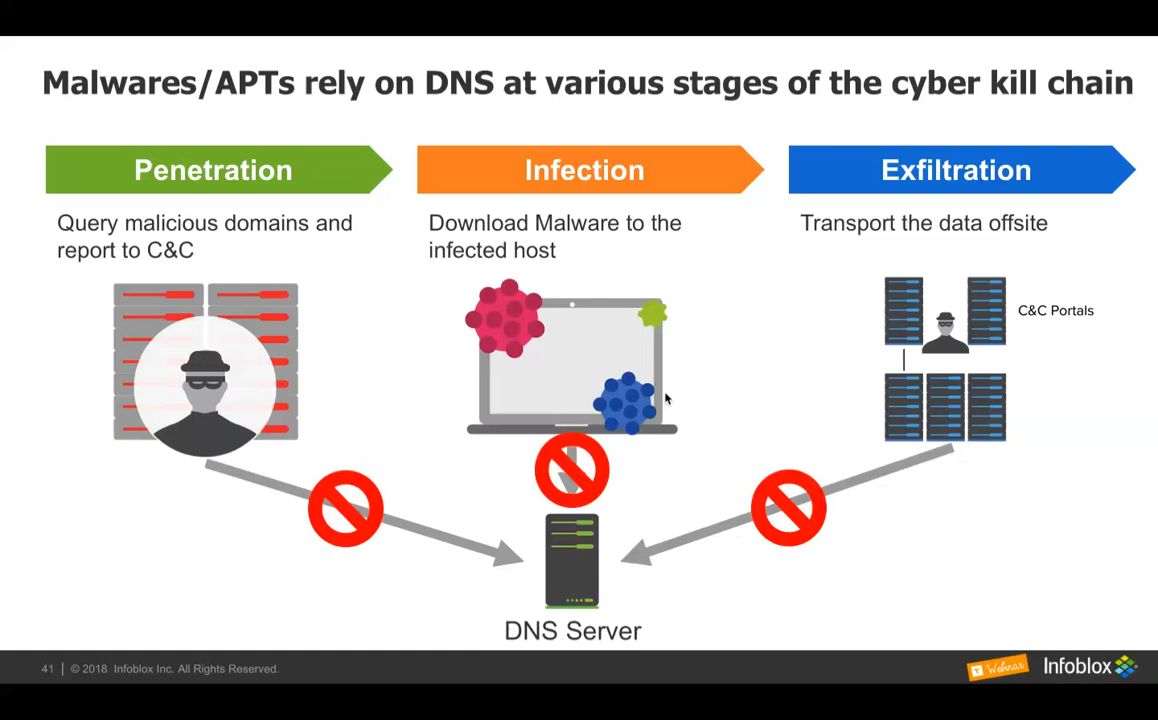 Malwares/APTs rely on DNS at various stages of the cyber kill chain
Penetration
Infection
Exfiltration
Query malicious domains and
report to C&C
Download Malware to the
infected host
Transport the data offsite
C&C Portals
DNS Server
41 | © 2018 Infoblox Inc. All Rights Reserved.
Webinar
Infoblox